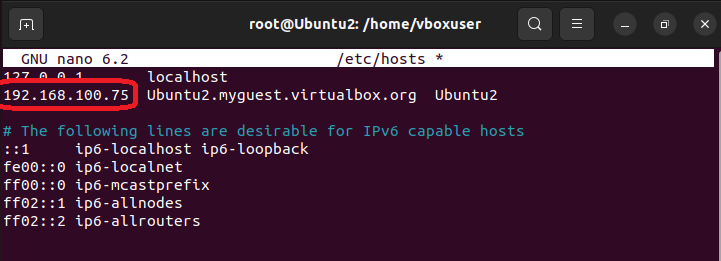 root@Ubuntu2: /home/vboxuser
GNU nano 6.2 /etc/hosts *
127.0.0.1 localhost
192.168.100.75 Ubuntu2.myguest.virtualbox.org Ubuntu2
# The following lines are desirable for IPv6 capable hosts
::1 ip6-localhost ip6-loopback
fe00::0 ip6-localnet
ff00::0 ip6-mcastprefix
ff02::1 ip6-allnodes
ff02::2 ip6-allrouters